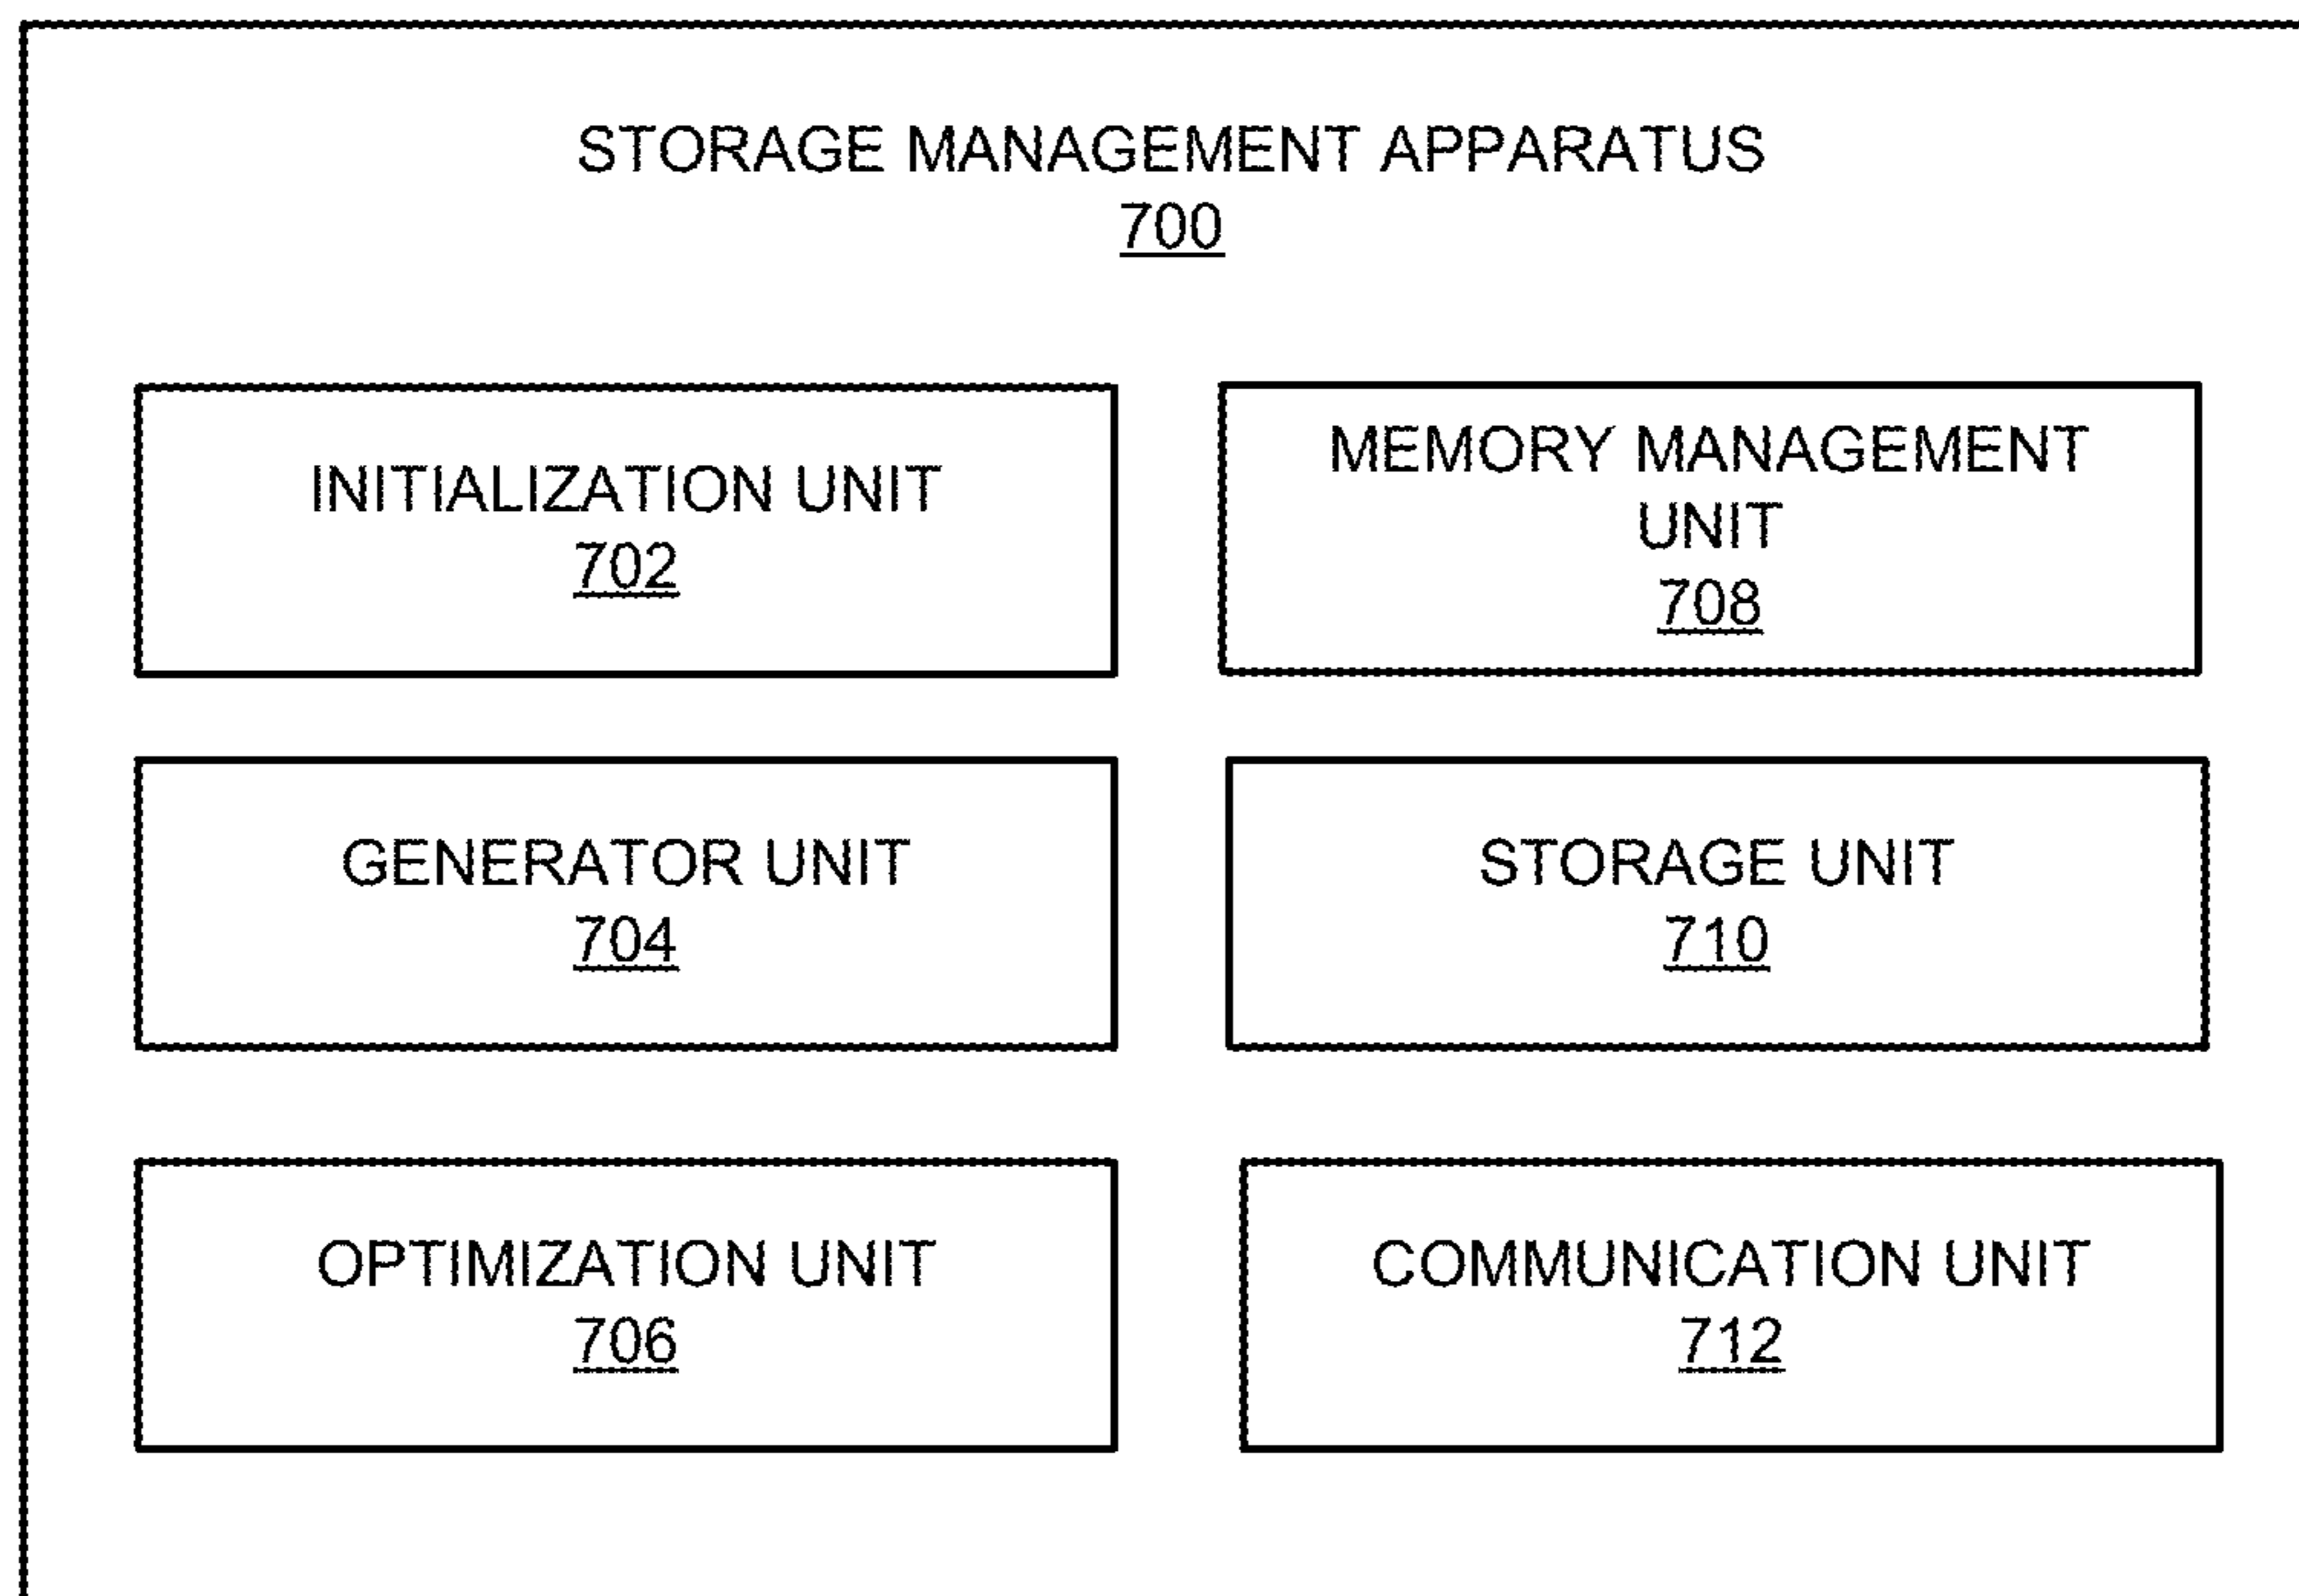 STORAGE MANAGEMENT APPARATUS
700
INITIALIZATION UNIT
702
MEMORY MANAGEMENT
UNIT
708
GENERATOR UNIT
704
STORAGE UNIT
710
OPTIMIZATION UNIT
706
COMMUNICATION UNIT
712